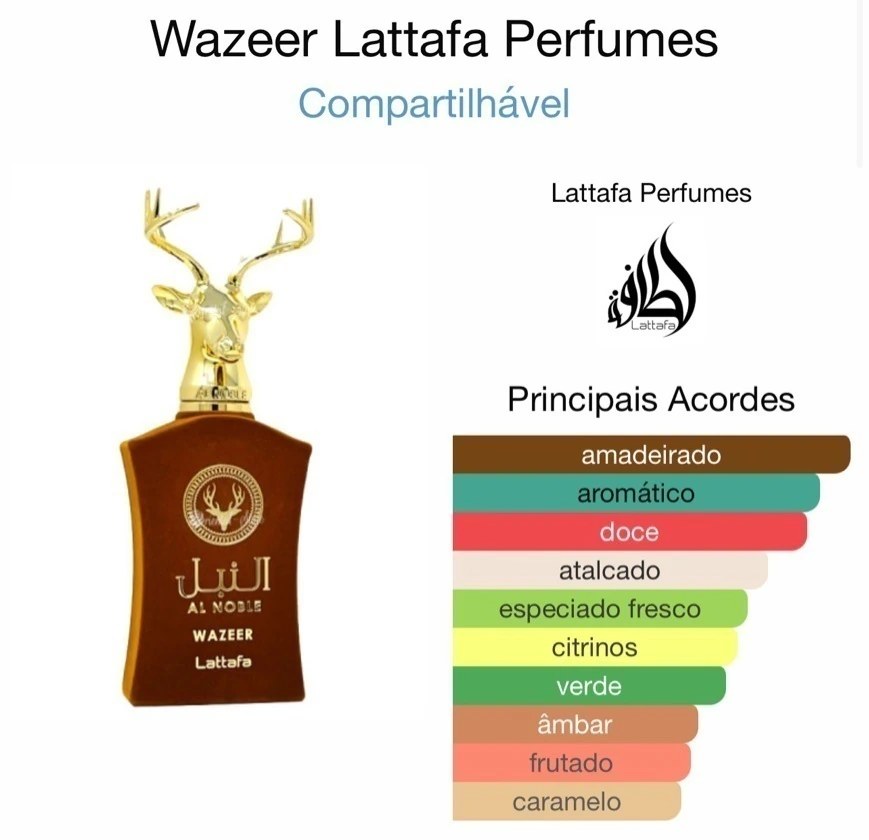 Wazeer Lattafa Perfumes
Compartilhável
Lattafa Perfumes
لطافة
Lattafa
Principais Acordes
amadeirado
aromático
doce
atalcado
especiado fresco
citrinos
verde
âmbar
frutado
caramelo
النبيل
AL NOBLE
WAZEER
Lattafa